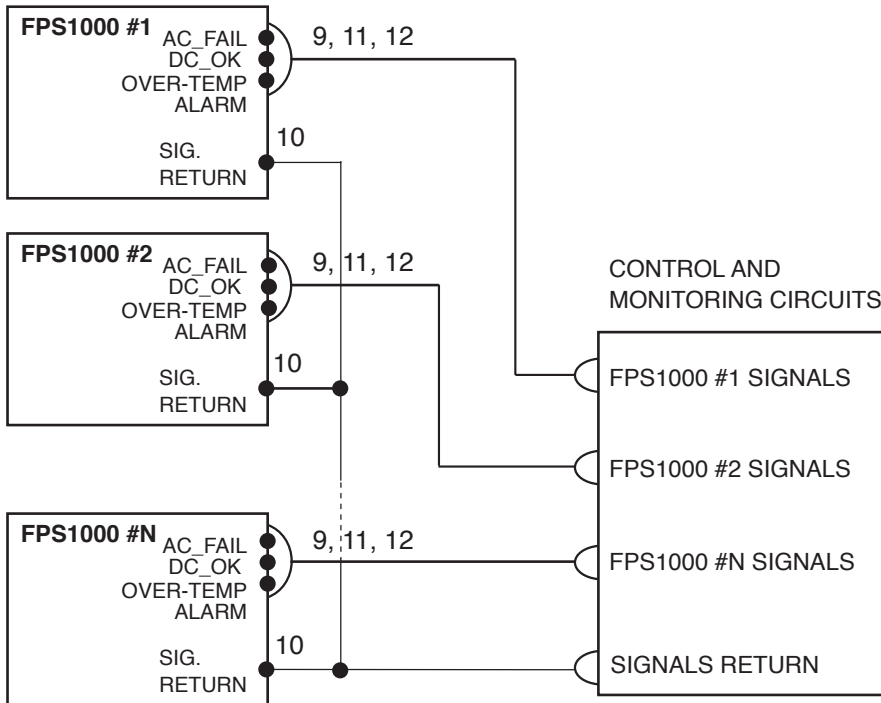 FPS1000 #1
AC_FAIL
DC_OK
OVER-TEMP
ALARM
9, 11, 12
10
SIG.
RETURN
FPS1000 #2
AC_FAIL
DC_OK
OVER-TEMP
ALARM
9, 11, 12
10
SIG.
RETURN
FPS1000 #N
AC_FAIL
DC_OK
OVER-TEMP
ALARM
9, 11, 12
10
SIG.
RETURN
CONTROL AND
MONITORING CIRCUITS
FPS1000 #1 SIGNALS
FPS1000 #2 SIGNALS
FPS1000 #N SIGNALS
SIGNALS RETURN